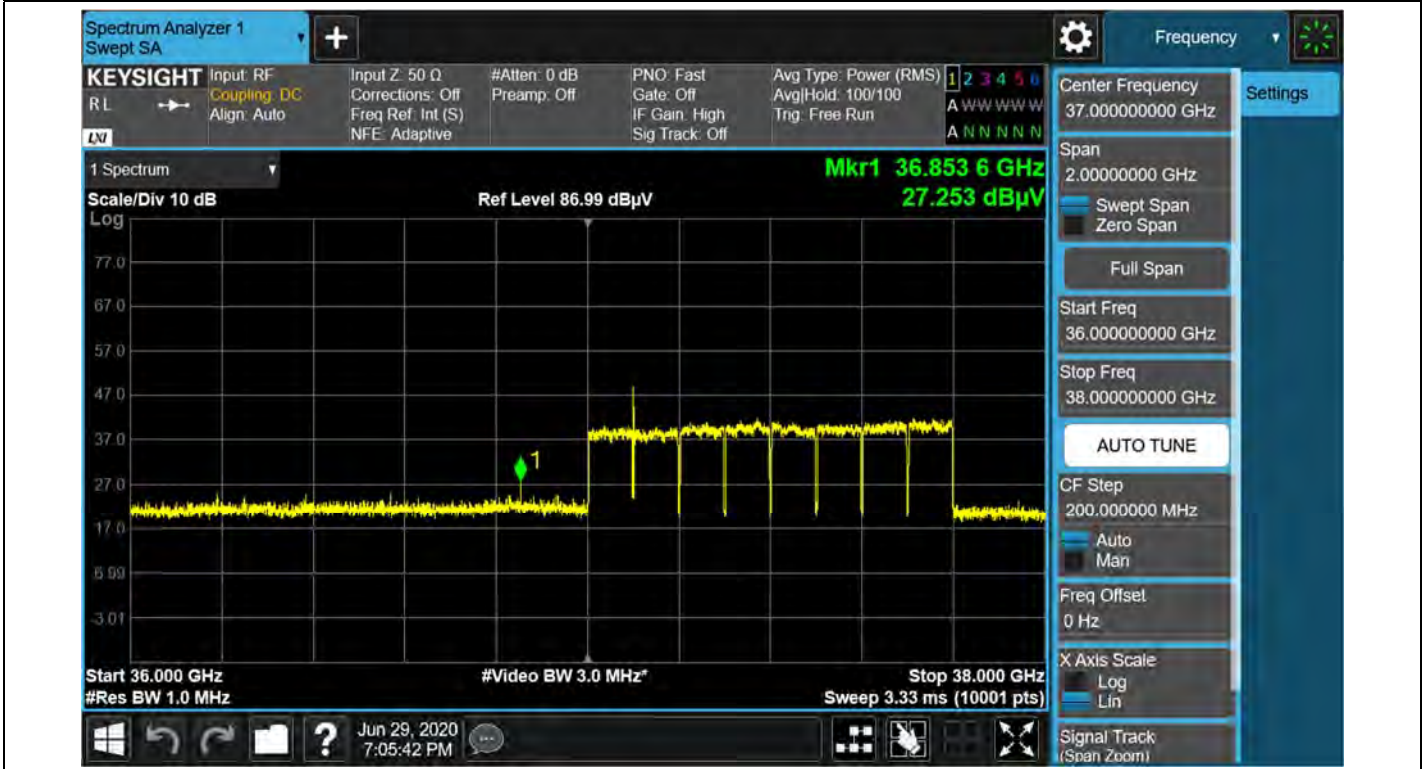 Spectrum Analyzer 1
Swept SA
+
Frequency
KEYSIGHT
RL
LXI
Input: RF
Coupling: DC
Align: Auto
Input Z: 50 Ω
Corrections: Off
Freq Ref: Int (S)
NFE: Adaptive
#Atten: 0 dB
Preamp: Off
PNO: Fast
Gate: Off
IF Gain: High
Sig Track: Off
Avg Type: Power (RMS)
Avg|Hold: 100/100
Trig: Free Run
1 2 3 4 5 6
A W W W W W
A N N N N N
1 Spectrum
Mkr1 36.853 6 GHz
27.253 dBµV
Scale/Div 10 dB
Ref Level 86.99 dBµV
Log
77.0
67.0
57.0
47.0
37.0
27.0
17.0
6.99
-3.01
1
Start 36.000 GHz
#Video BW 3.0 MHz*
Stop 38.000 GHz
#Res BW 1.0 MHz
Sweep 3.33 ms (10001 pts)
?
Jun 29, 2020
7:05:42 PM
Center Frequency
37.000000000 GHz
Settings
Span
2.00000000 GHz
Swept Span
Zero Span
Full Span
Start Freq
36.000000000 GHz
Stop Freq
38.000000000 GHz
AUTO TUNE
CF Step
200.000000 MHz
Auto
Man
Freq Offset
0 Hz
X Axis Scale
Log
Lin
Signal Track
(Span Zoom)